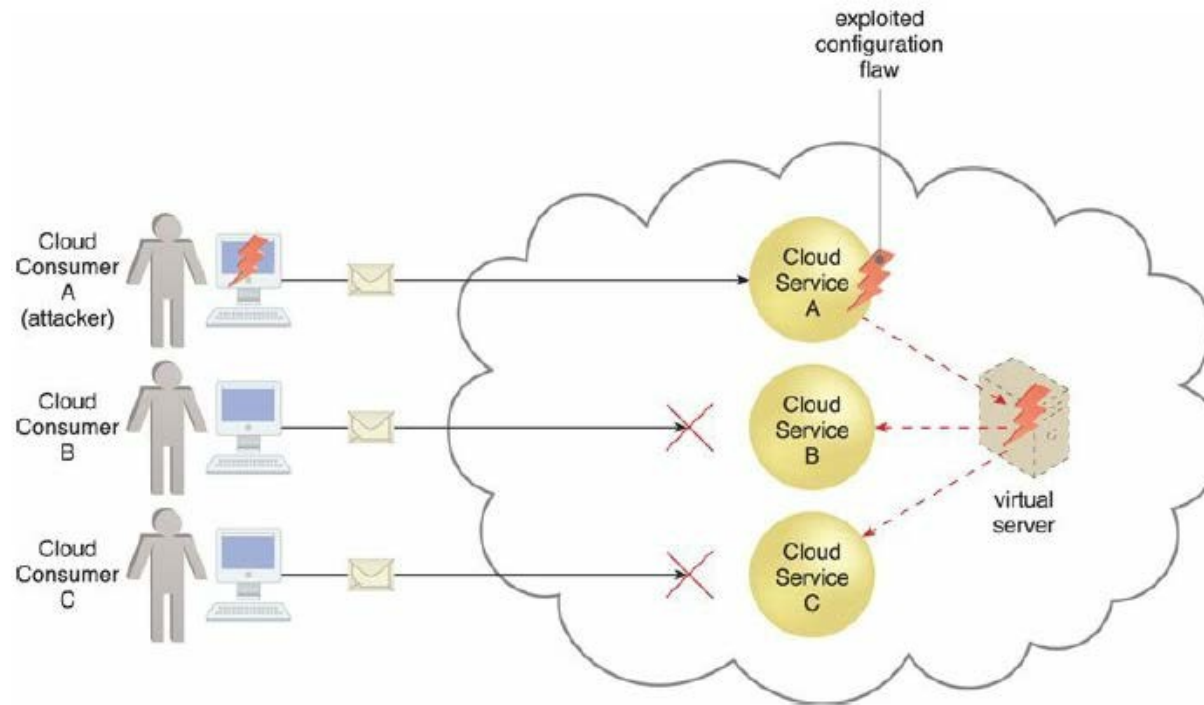 exploited
configuration
flaw
Cloud
Consumer
A
(attacker)
Cloud
Service
A
Cloud
Consumer
B
Cloud
Service
B
virtual
server
Cloud
Consumer
C
Cloud
Service
C